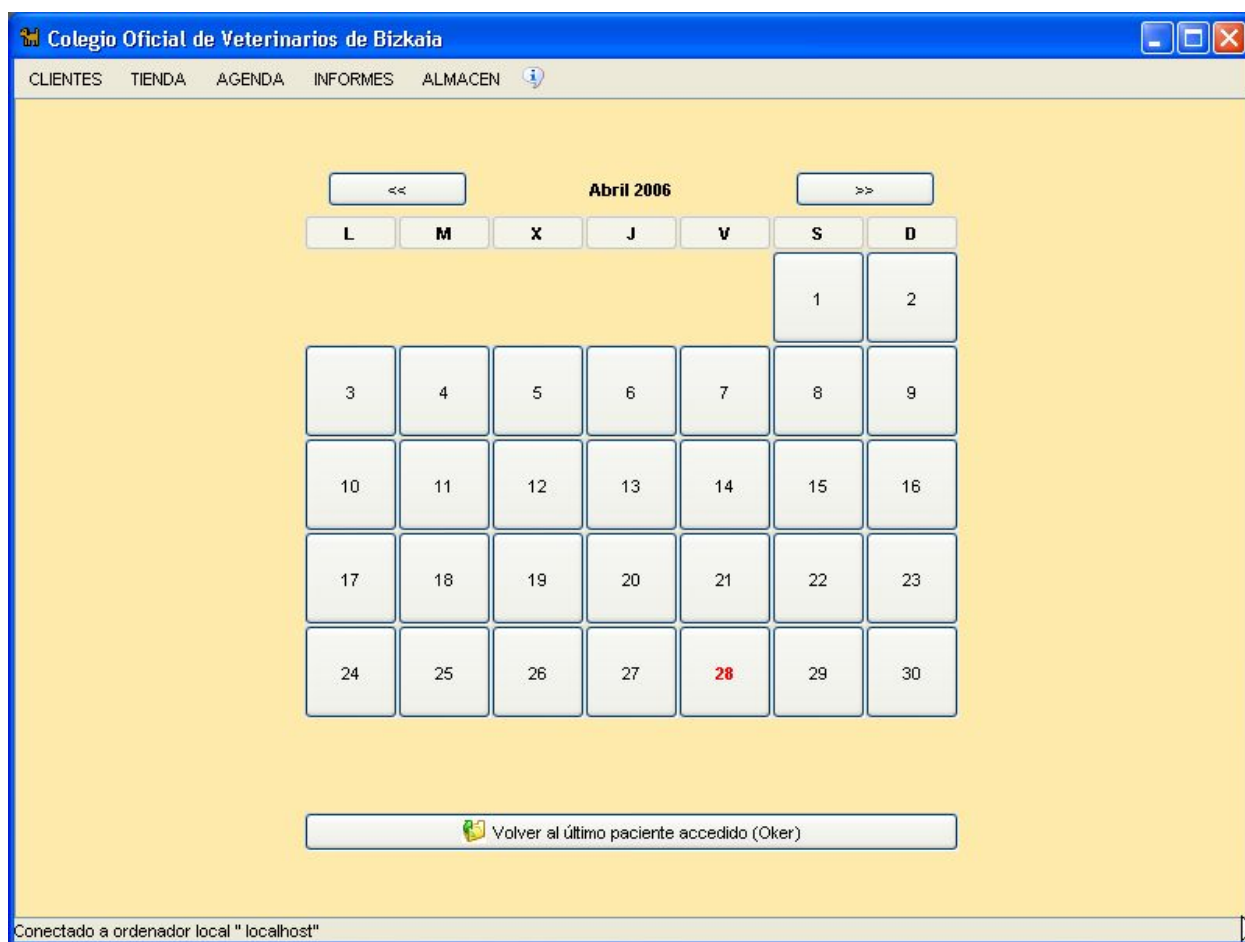 Colegio Oficial de Veterinarios de Bizkaia
CLIENTES TIENDA AGENDA INFORMES ALMACEN
<< Abril 2006 >>
L M X J V S D
1 2
3 4 5 6 7 8 9
10 11 12 13 14 15 16
17 18 19 20 21 22 23
24 25 26 27 28 29 30
Volver al último paciente accedido (Oker)
Conectado a ordenador local " localhost"